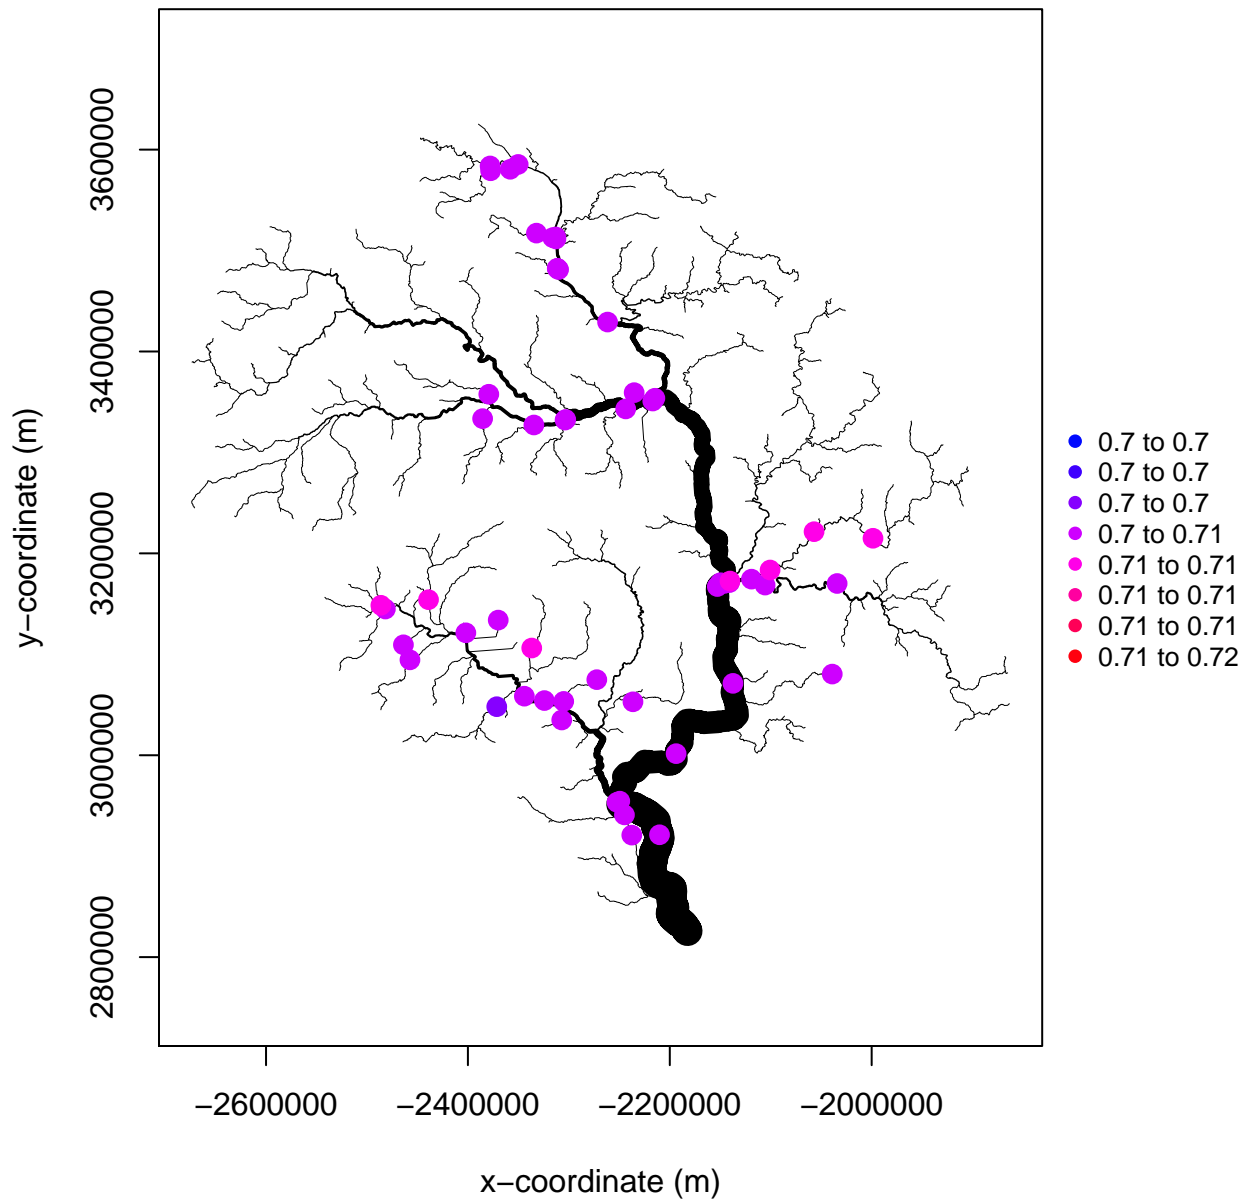 3600000
3400000
3200000
3000000
2800000
y−coordinate (m)
−2600000
−2400000
−2200000
−2000000
x−coordinate (m)
0.7 to 0.7
0.7 to 0.7
0.7 to 0.7
0.7 to 0.71
0.71 to 0.71
0.71 to 0.71
0.71 to 0.71
0.71 to 0.72